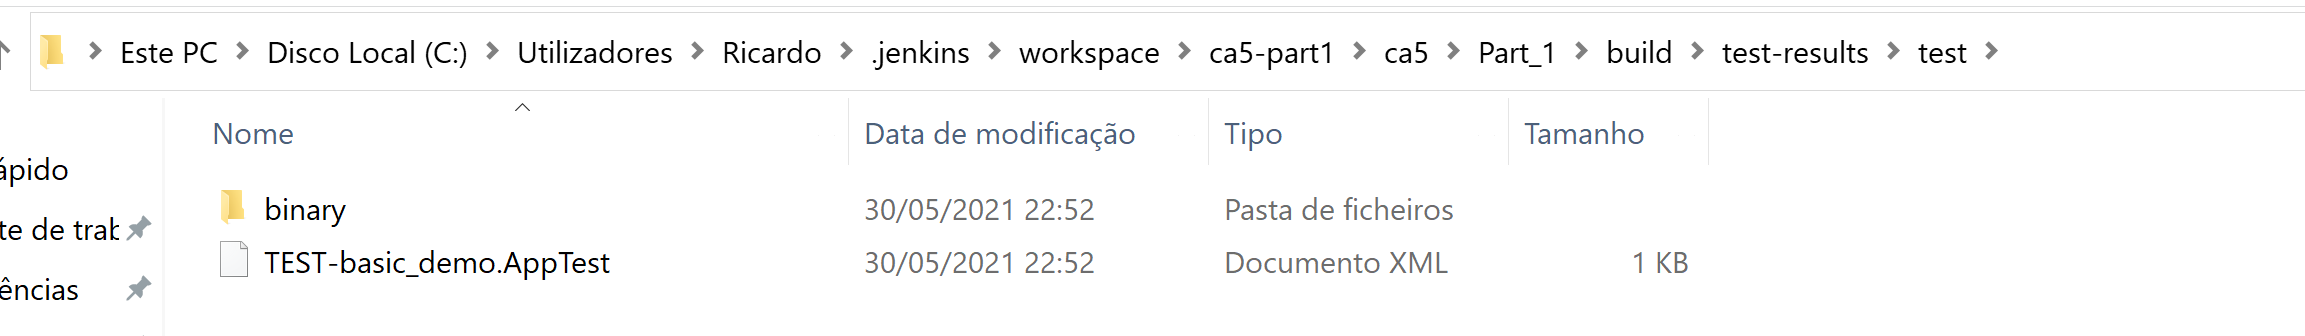 Este PC > Disco Local (C:) > Utilizadores > Ricardo > .jenkins > workspace > ca5-part1 > ca5 > Part_1 > build > test-results > test >
Nome Data de modificação Tipo Tamanho
ápido
binary 30/05/2021 22:52 Pasta de ficheiros
te de trab
TEST-basic_demo.AppTest 30/05/2021 22:52 Documento XML 1 KB
ências